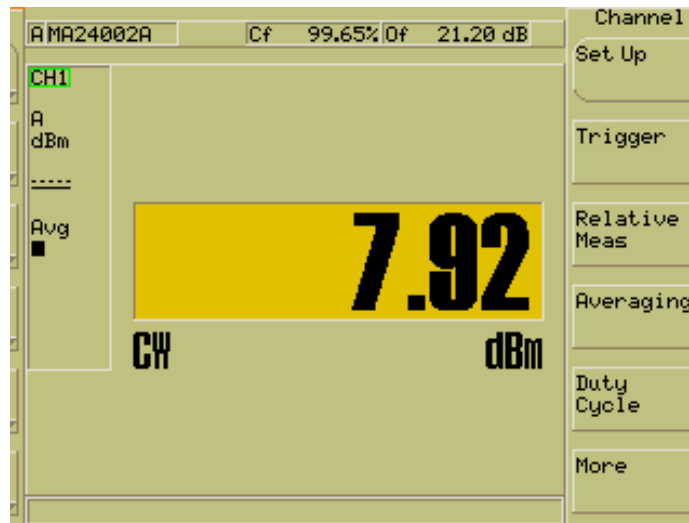 Channel
A MA24002A Cf 99.65% Of 21.20 dB
Set Up
CH1
A
dBm
-----
Avg
Trigger
Relative
Meas
7.92
CW dBm
Averaging
Duty
Cycle
More